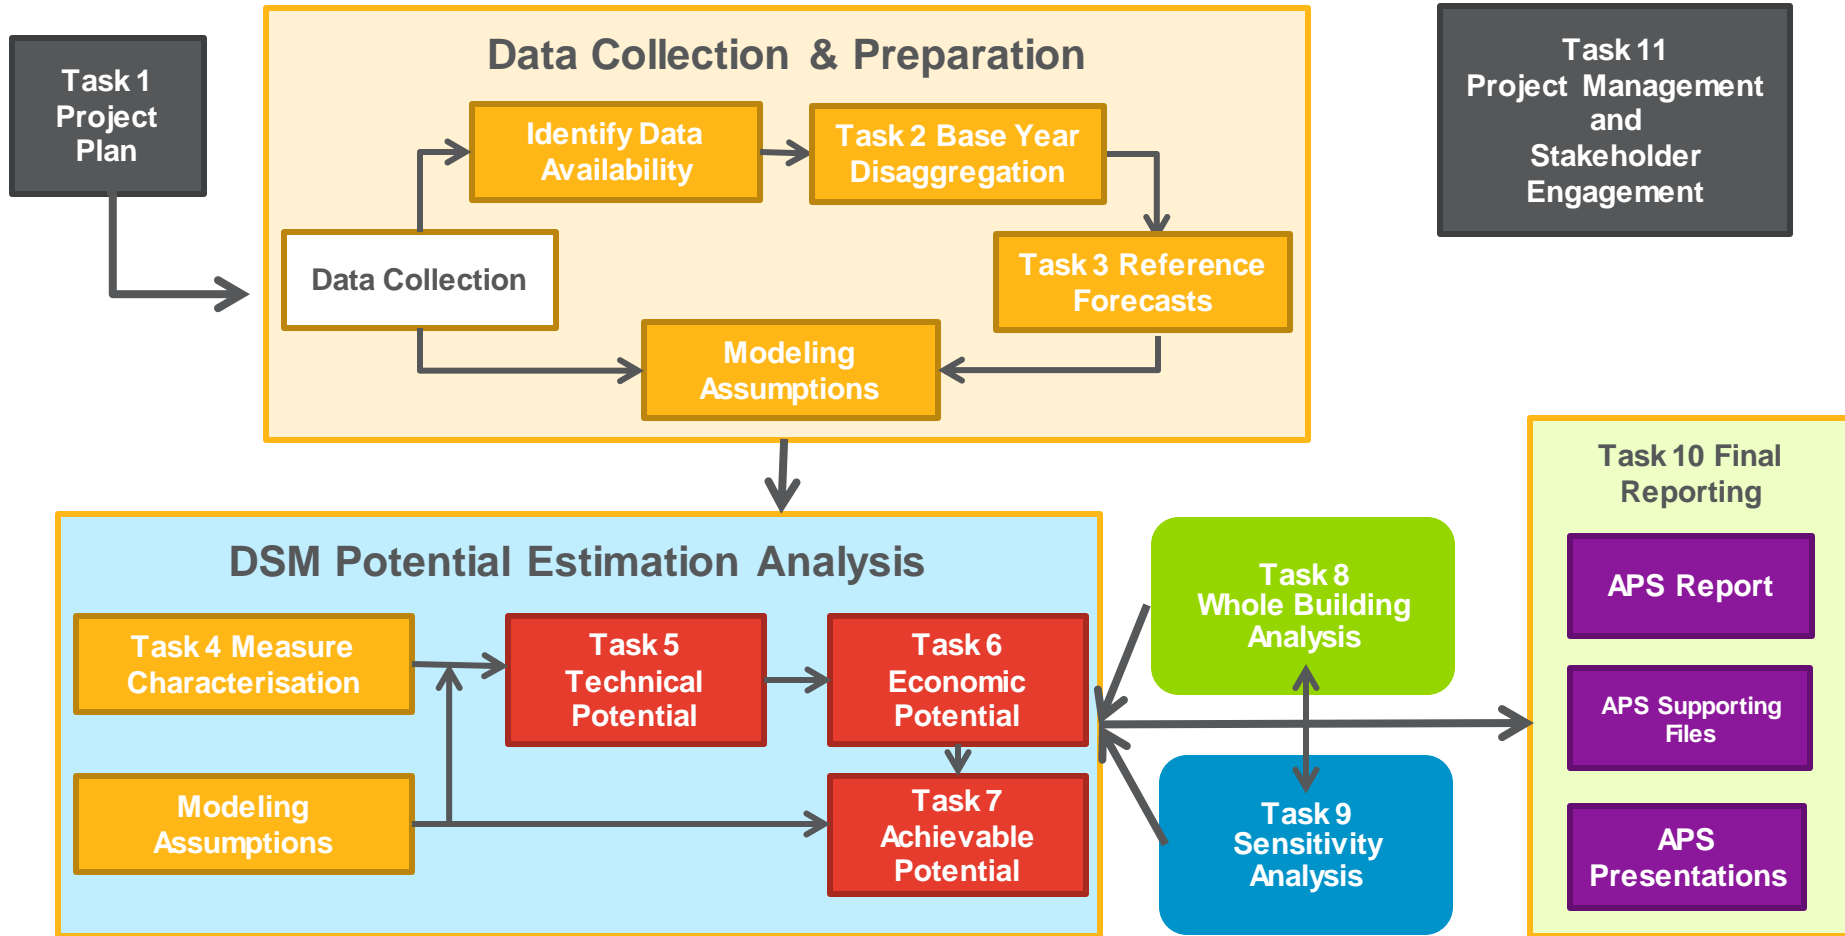 Task 1
Project
Plan
Data Collection & Preparation
Identify Data
Availability
Task 2 Base Year
Disaggregation
Data Collection
Task 3 Reference
Forecasts
Modeling
Assumptions
Task 11
Project Management
and
Stakeholder
Engagement
DSM Potential Estimation Analysis
Task 4 Measure
Characterisation
Task 5
Technical
Potential
Task 6
Economic
Potential
Modeling
Assumptions
Task 7
Achievable
Potential
Task 8
Whole Building
Analysis
Task 9
Sensitivity
Analysis
Task 10 Final
Reporting
APS Report
APS Supporting
Files
APS
Presentations